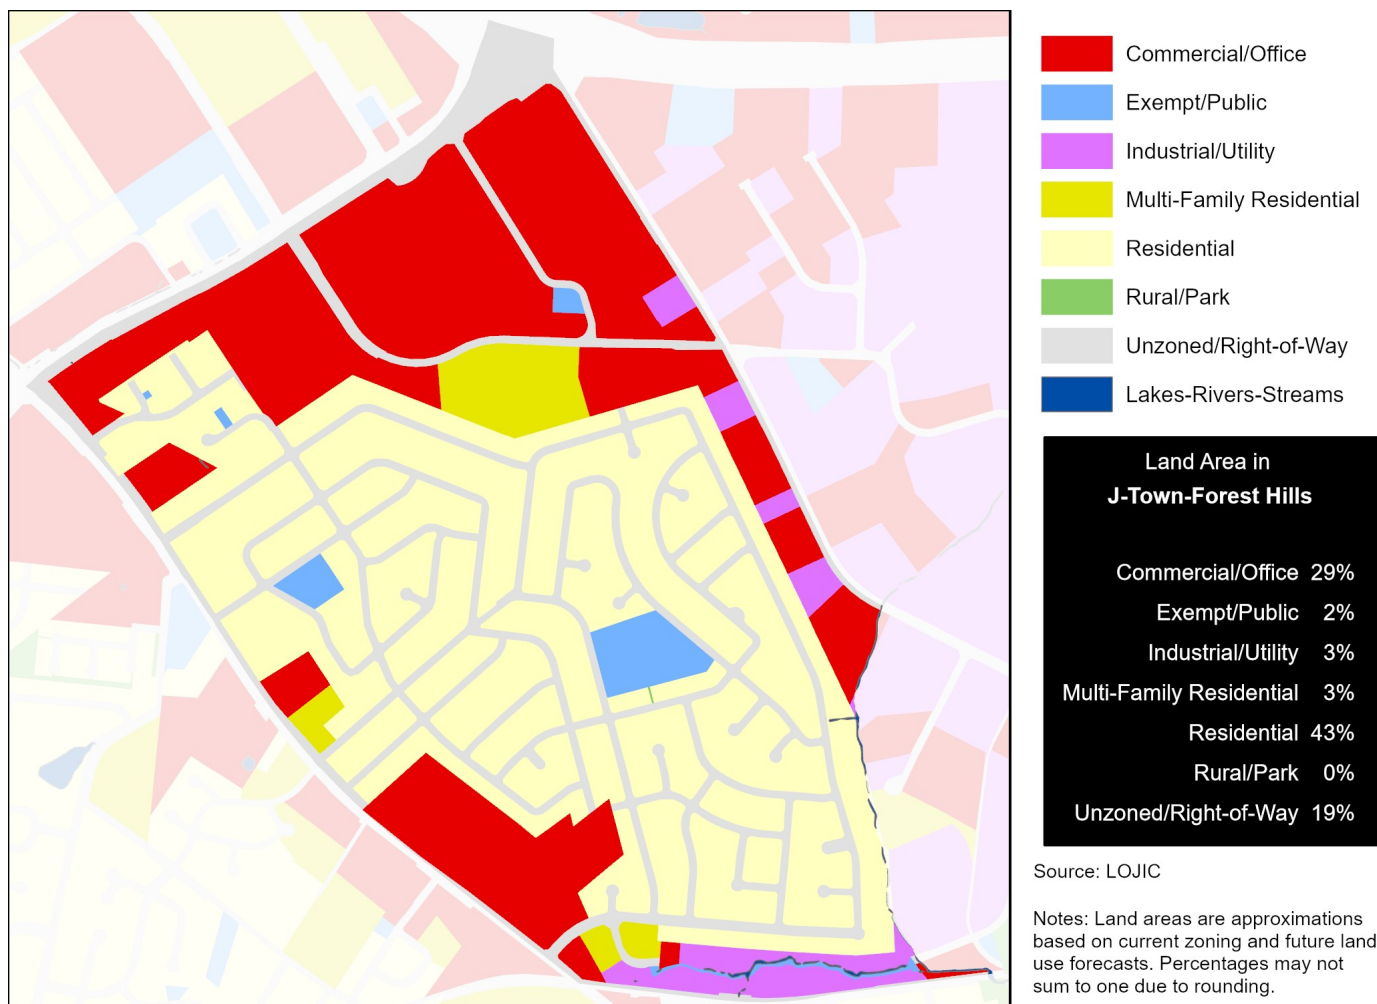 Commercial/Office
Exempt/Public
Industrial/Utility
Multi-Family Residential
Residential
Rural/Park
Unzoned/Right-of-Way
Lakes-Rivers-Streams
Land Area in
J-Town-Forest Hills
Commercial/Office 29%
Exempt/Public 2%
Industrial/Utility 3%
Multi-Family Residential 3%
Residential 43%
Rural/Park 0%
Unzoned/Right-of-Way 19%
Source: LOJIC
Notes: Land areas are approximations
based on current zoning and future land
use forecasts. Percentages may not
sum to one due to rounding.